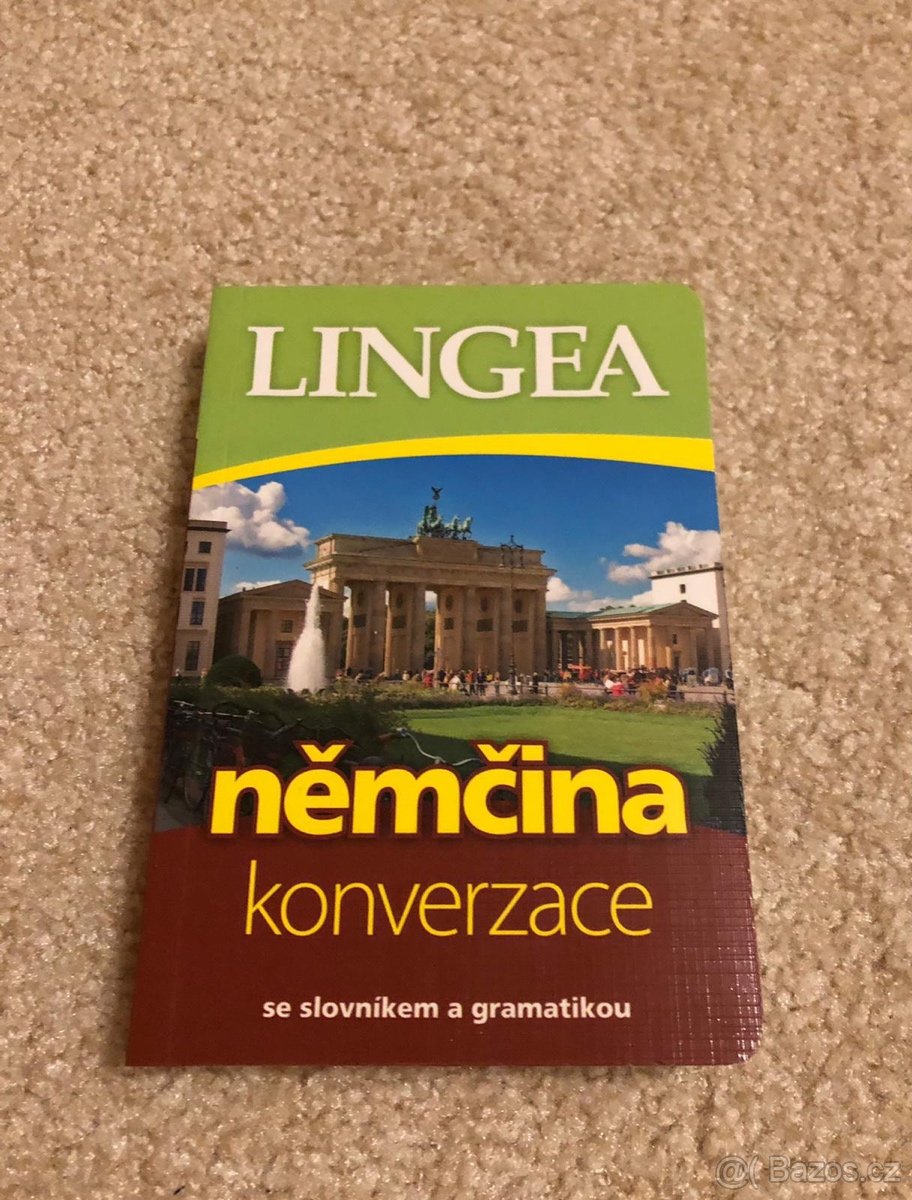 LINGEA
němčina
konverzace
se slovníkem a gramatikou
@( Bazos.cz